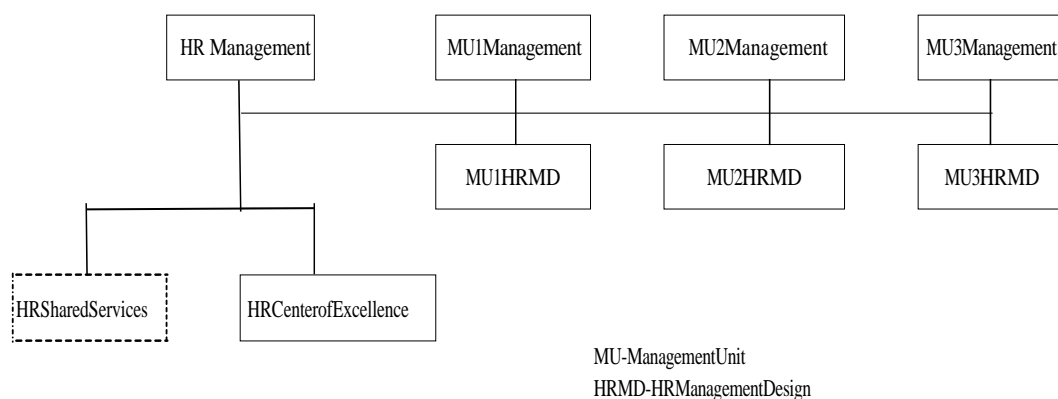 HR Management
MU1Management
MU2Management
MU3Management
MU1HRMD
MU2HRMD
MU3HRMD
HRSharedServices
HRCenterofExcellence
MU-ManagementUnit
HRMD-HRManagementDesign